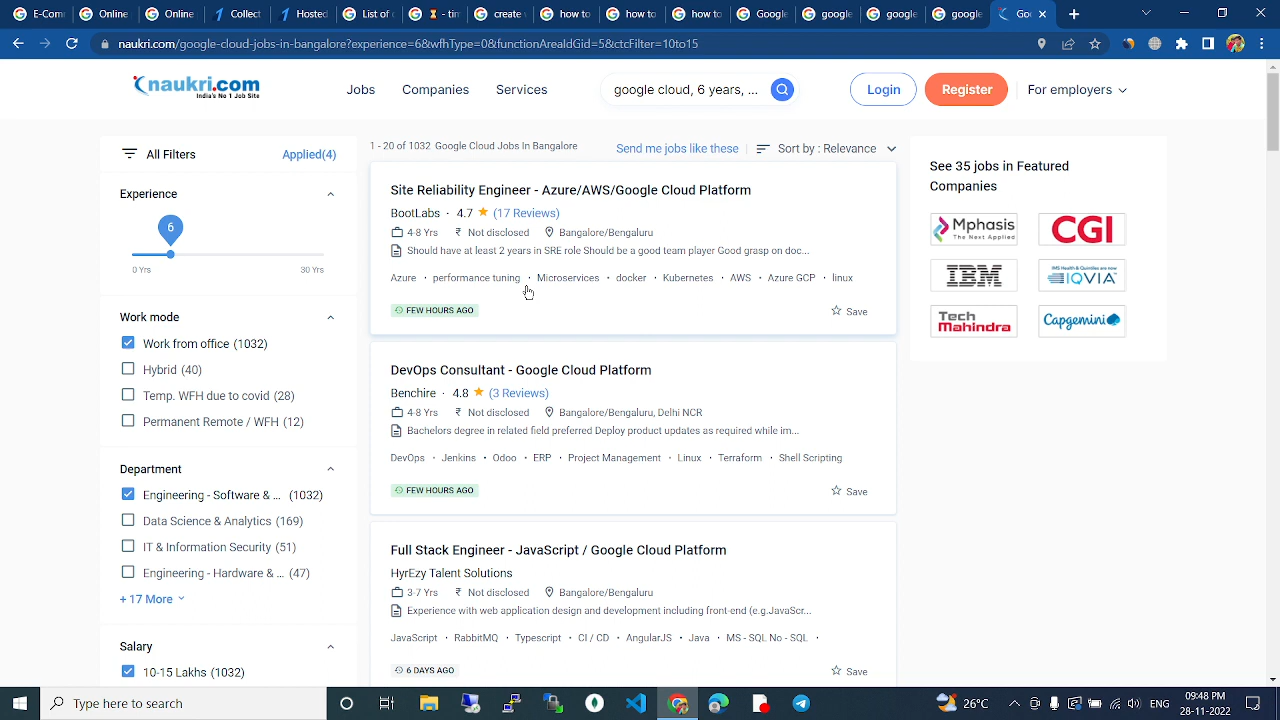 E-Com
Onlin
Naukri
Collect
Hosted
List of
- tim
create
how to
how to
how to
Google
google
google
google
Goo
naukri.com/google-cloud-jobs-in-bangalore?experience=6&wfhType=0&functionAreaIdGid=5&ctcFilter=10to15
naukri.com
India's No 1 Job Site
Jobs
Companies
Services
google cloud, 6 years, ...
Login
Register
For employers
All Filters
Applied(4)
Experience
6
0 Yrs
30 Yrs
Work mode
Work from office (1032)
Hybrid (40)
Temp. WFH due to covid (28)
Permanent Remote / WFH (12)
Department
Engineering - Software & ... (1032)
Data Science & Analytics (169)
IT & Information Security (51)
Engineering - Hardware & ... (47)
+ 17 More
Salary
10-15 Lakhs (1032)
1 - 20 of 1032 Google Cloud Jobs In Bangalore
Send me jobs like these
Sort by : Relevance
Site Reliability Engineer - Azure/AWS/Google Cloud Platform
BootLabs · 4.7 (17 Reviews)
4-8 Yrs ₹ Not disclosed Bangalore/Bengaluru
Should have at least 2 years in SRE role Should be a good team player Good grasp on doc...
Azure · performance tuning · Microservices · docker · Kubernetes · AWS · Azure GCP · linux
FEW HOURS AGO
Save
DevOps Consultant - Google Cloud Platform
Benchire · 4.8 (3 Reviews)
4-8 Yrs ₹ Not disclosed Bangalore/Bengaluru, Delhi NCR
Bachelors degree in related field preferred Deploy product updates as required while im...
DevOps · Jenkins · Odoo · ERP · Project Management · Linux · Terraform · Shell Scripting
FEW HOURS AGO
Save
Full Stack Engineer - JavaScript / Google Cloud Platform
HyrEzy Talent Solutions
3-7 Yrs ₹ Not disclosed Bangalore/Bengaluru
Experience with web application design and development including front-end (e.g.JavaScr...
JavaScript · RabbitMQ · Typescript · CI / CD · AngularJS · Java · MS - SQL No - SQL ·
6 DAYS AGO
Save
See 35 jobs in Featured
Companies
Mphasis
The Next Applied
CGI
IBM
IMS Health & Quintiles are now
IQVIA
Tech
Mahindra
Capgemini
Type here to search
26°C
ENG
09:48 PM
28-11-2022